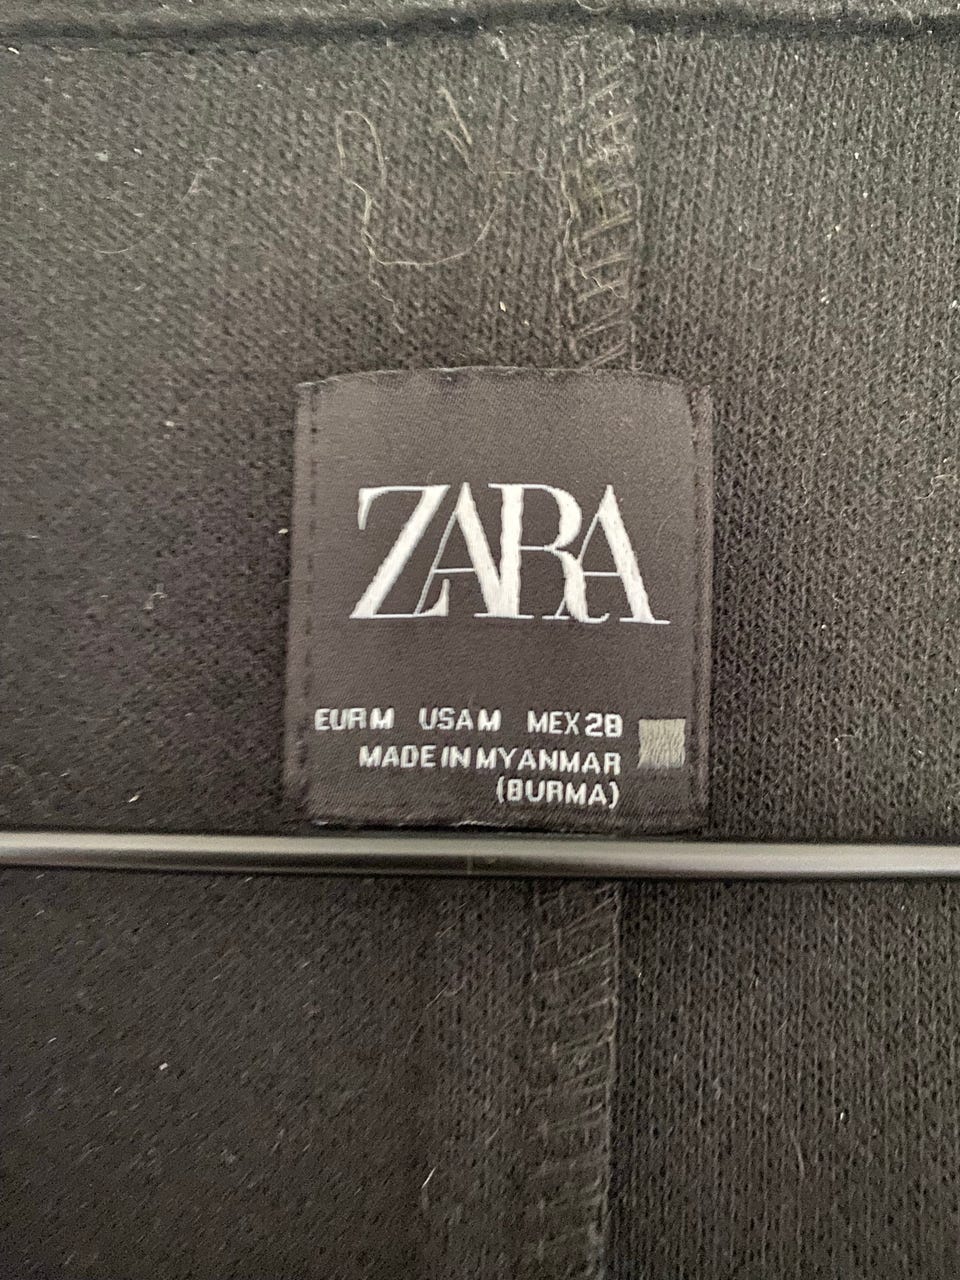 ZARA
EUR M USA M MEX 28
MADE IN MYANMAR
(BURMA)